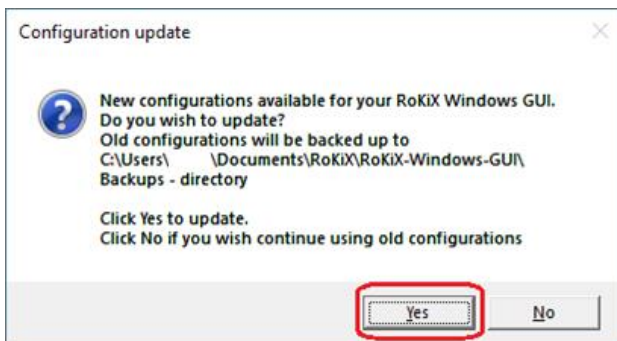 Configuration update
New configurations available for your RoKiX Windows GUI.
Do you wish to update?
Old configurations will be backed up to
C:\Users\ \Documents\RoKiX\RoKiX-Windows-GUI\
Backups - directory
Click Yes to update.
Click No if you wish continue using old configurations
Yes No